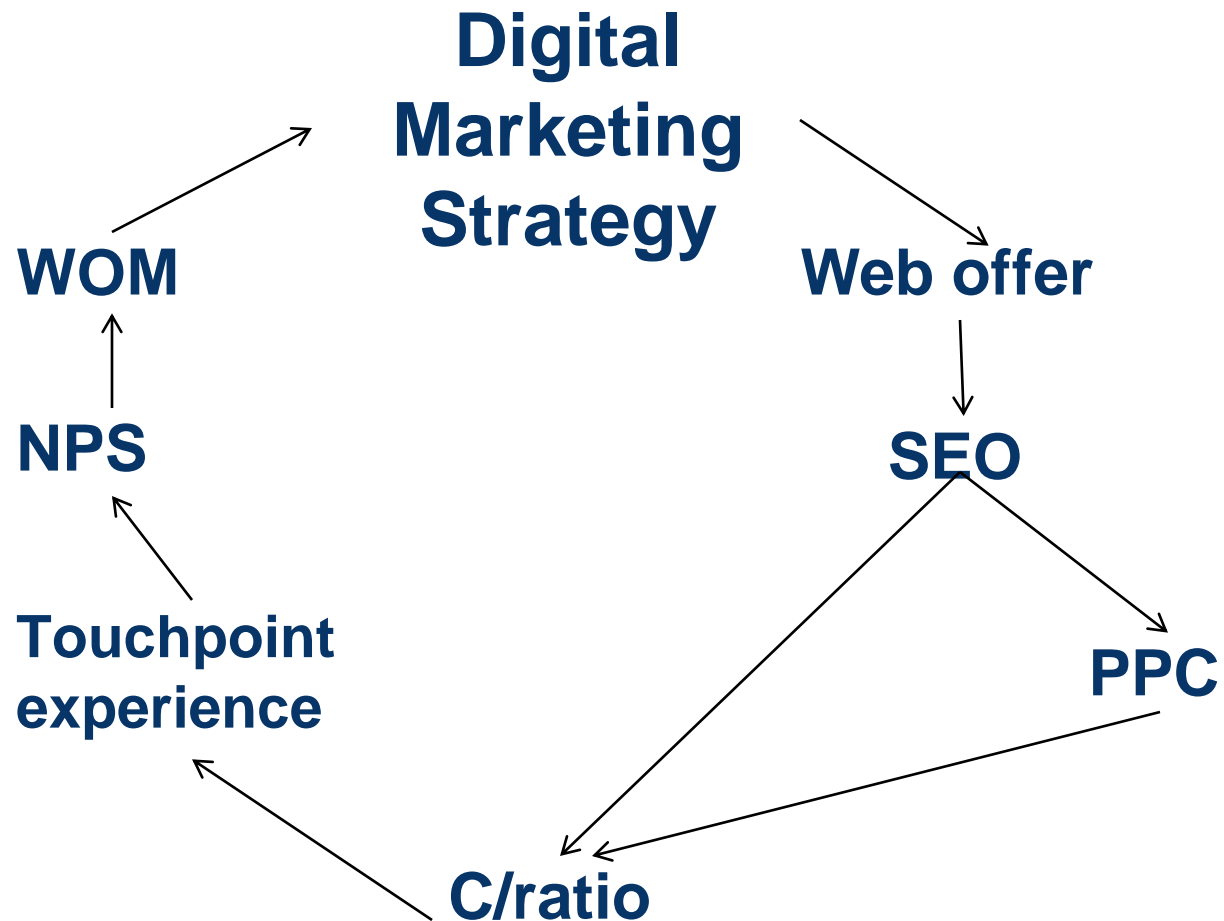 Digital
Marketing
Strategy
WOM
Web offer
NPS
SEO
Touchpoint
experience
PPC
C/ratio